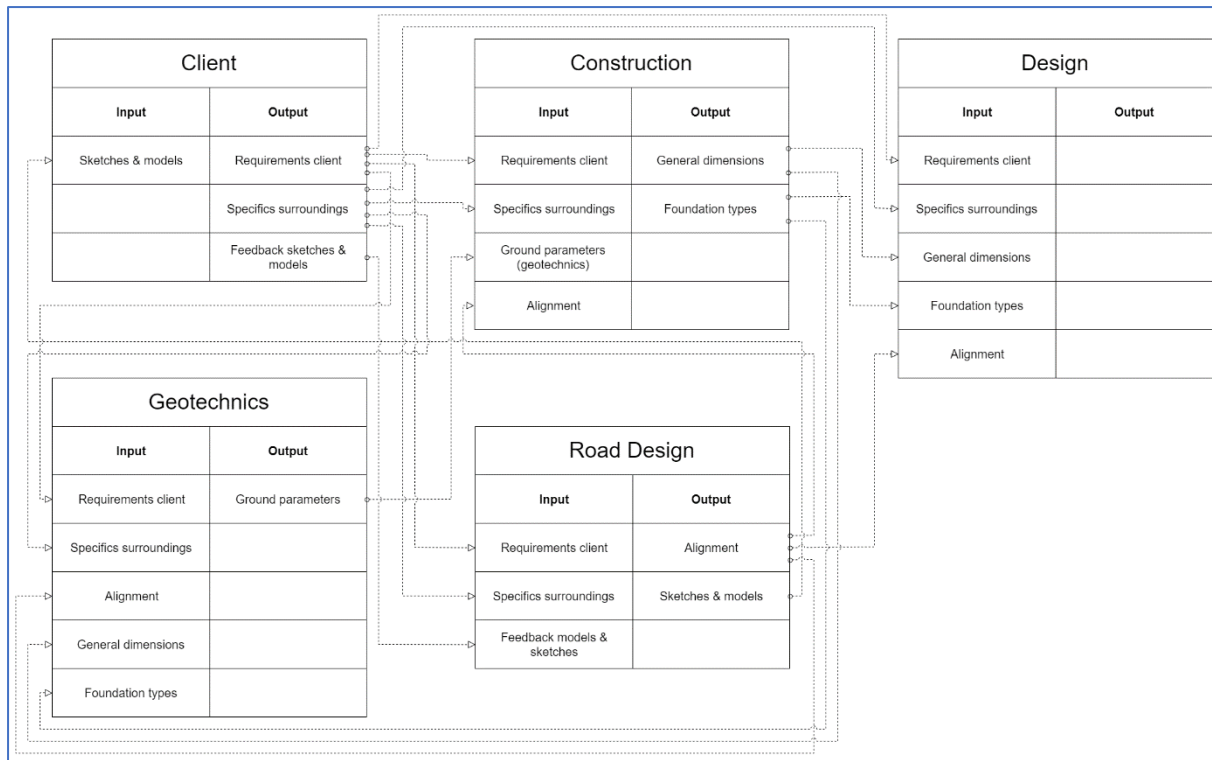 Client
Input Output
Sketches & models Requirements client
Specifics surroundings
Feedback sketches &
models
Construction
Input Output
Requirements client General dimensions
Specifics surroundings Foundation types
Ground parameters
(geotechnics)
Alignment
Design
Input Output
Requirements client
Specifics surroundings
General dimensions
Foundation types
Alignment
Geotechnics
Input Output
Requirements client Ground parameters
Specifics surroundings
Alignment
General dimensions
Foundation types
Road Design
Input Output
Requirements client Alignment
Specifics surroundings Sketches & models
Feedback models &
sketches